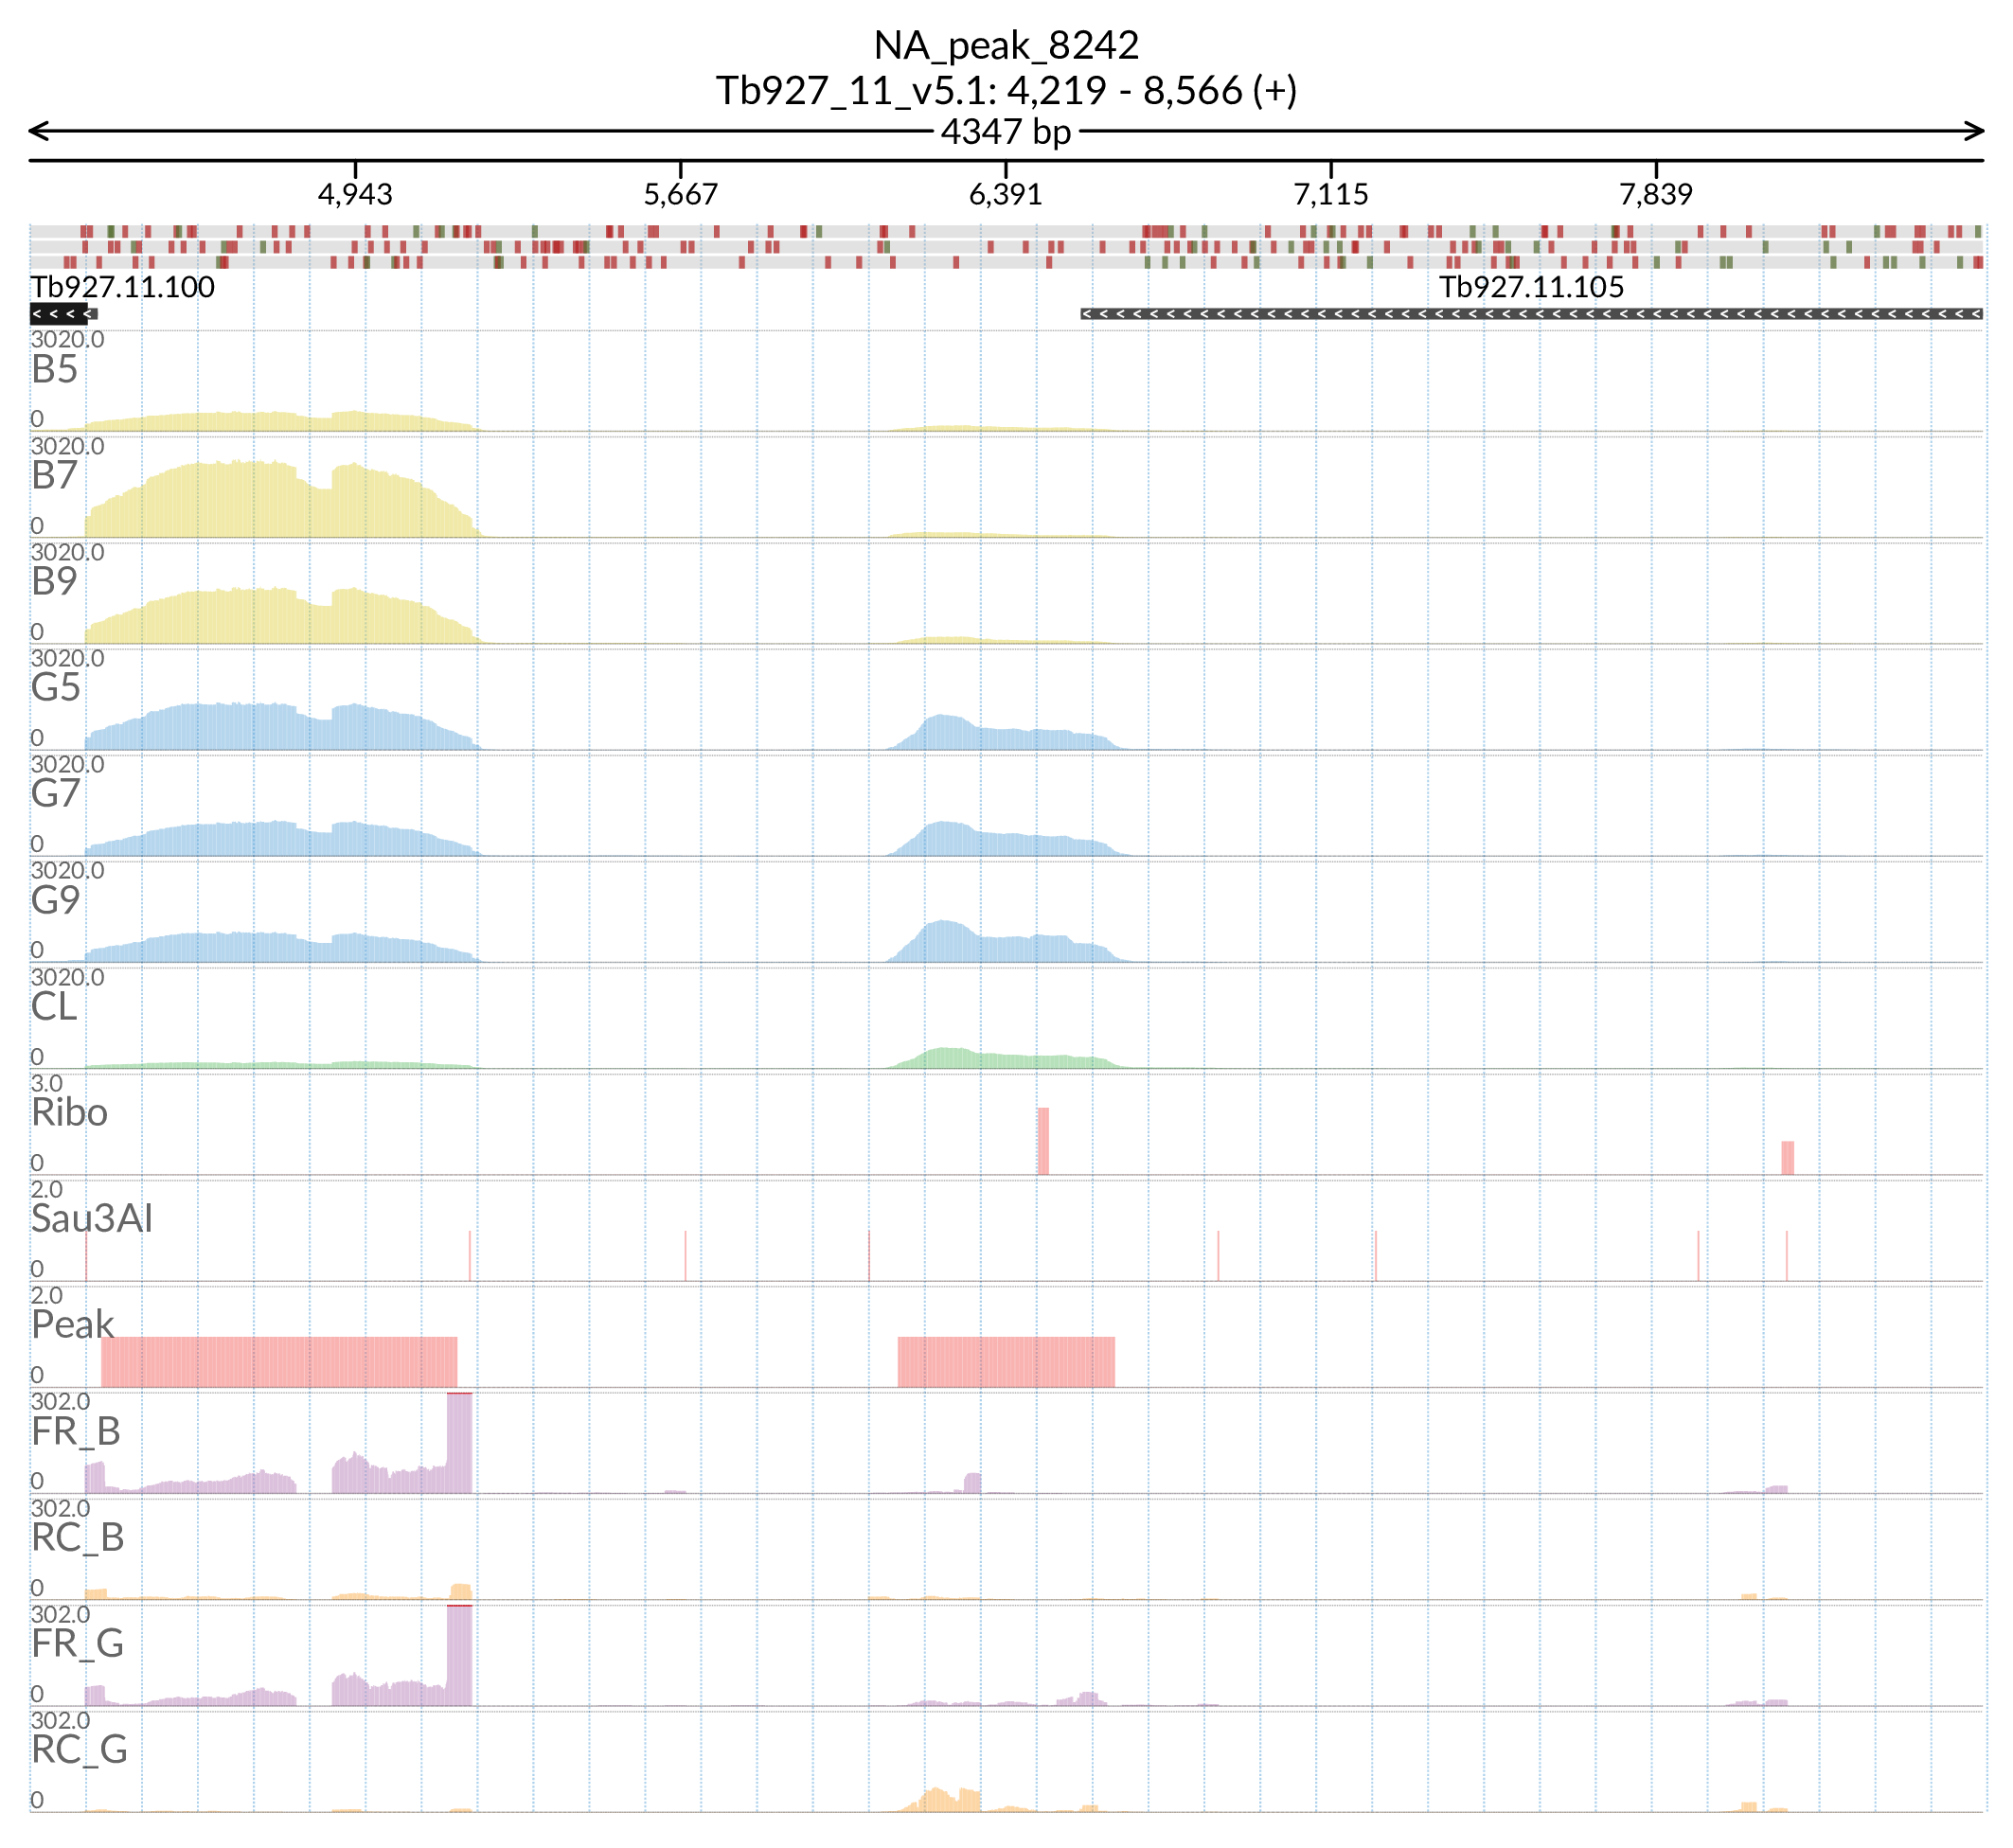 NA_peak_8242
Tb927_11_v5.1: 4,219 - 8,566 (+)
4347 bp
4,943 5,667 6,391 7,115 7,839
Tb927.11.100 Tb927.11.105
3020.0
B5
0
3020.0
B7
0
3020.0
B9
0
3020.0
G5
0
3020.0
G7
0
3020.0
G9
0
3020.0
CL
0
3.0
Ribo
0
2.0
Sau3AI
0
2.0
Peak
0
302.0
FR_B
0
302.0
RC_B
0
302.0
FR_G
0
302.0
RC_G
0